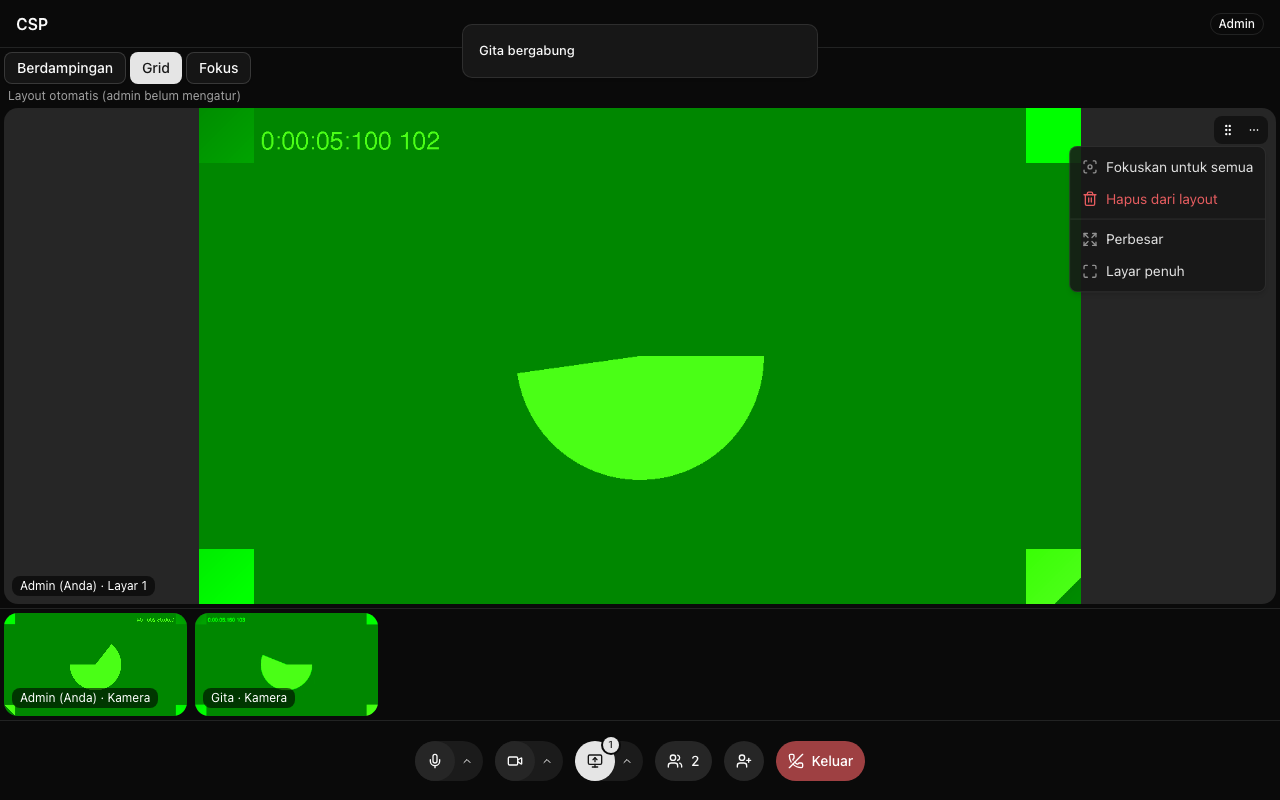 CSP
Admin
Gita bergabung
Berdampingan
Grid
Fokus
Layout otomatis (admin belum mengatur)
0:00:05:100 102
Fokuskan untuk semua
Hapus dari layout
Perbesar
Layar penuh
Admin (Anda) · Layar 1
Admin (Anda) · Kamera
Gita · Kamera
1
2
Keluar